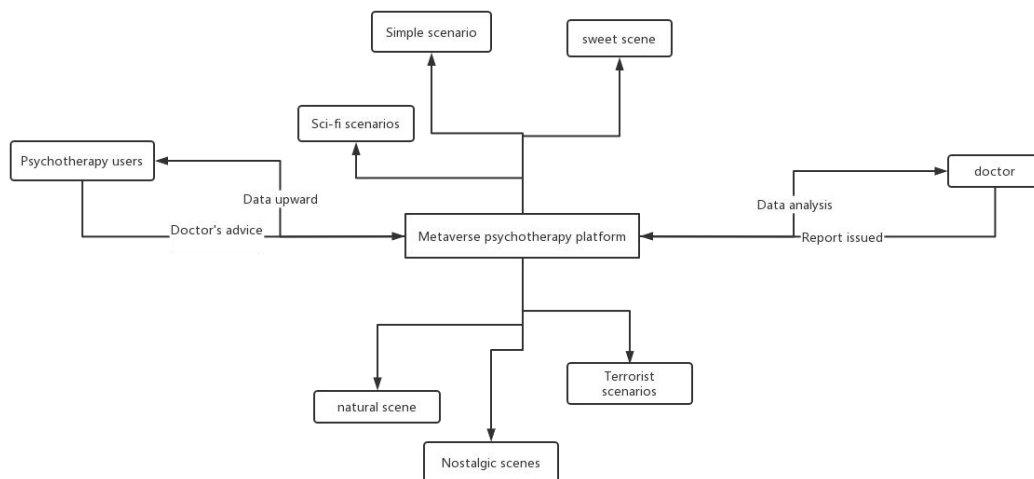 Simple scenario
sweet scene
Sci-fi scenarios
Psychotherapy users
doctor
Data upward
Data analysis
Doctor's advice
Metaverse psychotherapy platform
Report issued
natural scene
Terrorist
scenarios
Nostalgic scenes